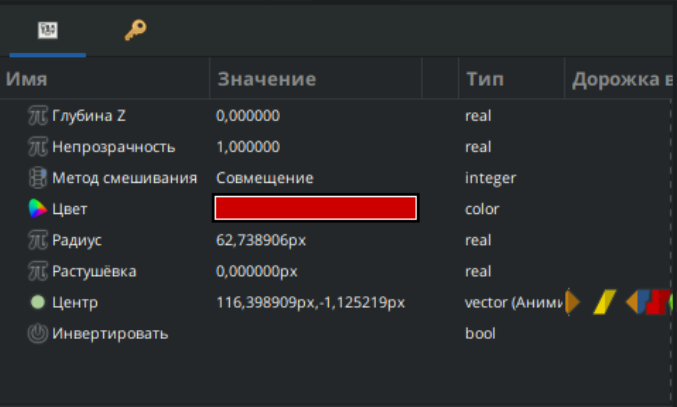 Имя Значение Тип Дорожка в
Глубина Z 0,000000 real
Непрозрачность 1,000000 real
Метод смешивания Совмещение integer
Цвет color
Радиус 62,738906px real
Растушёвка 0,000000px real
Центр 116,398909px,-1,125219px vector (Аними
Инвертировать bool